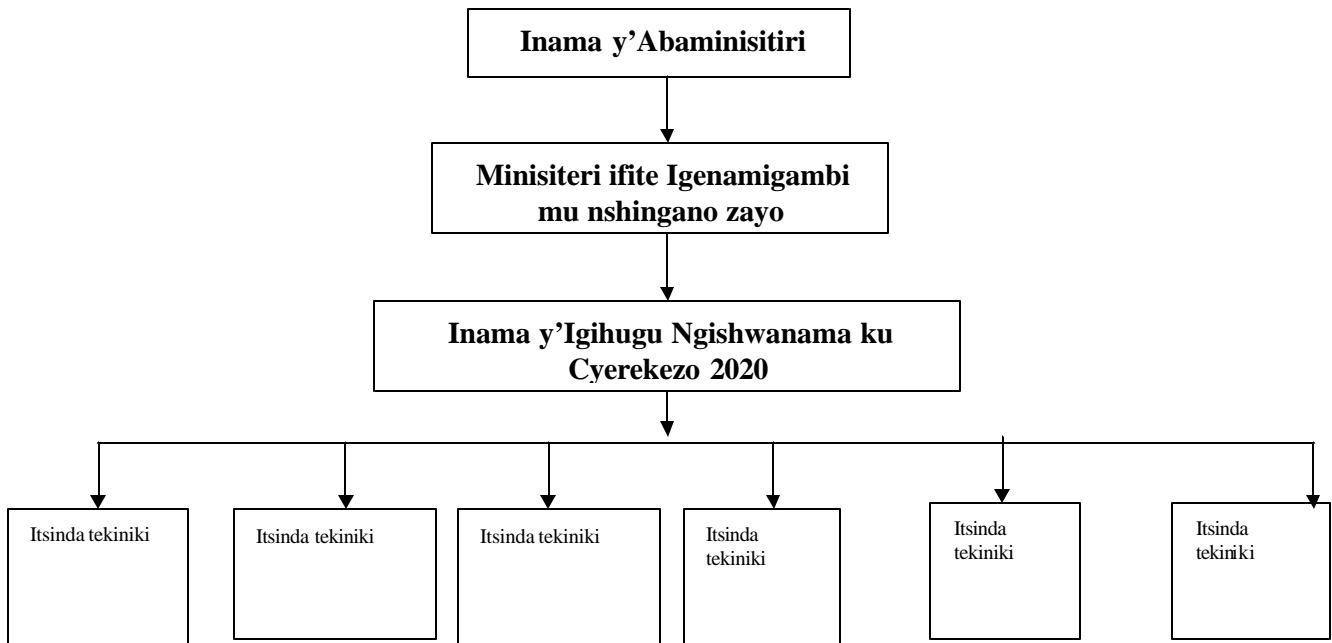 Inama y’Abaminisitiri
Minisiteri ifite Igenamigambi
mu nshingano zayo
Inama y’Igihugu Ngishwanama ku
Cyerekezo 2020
Itsinda tekiniki
Itsinda tekiniki
Itsinda tekiniki
Itsinda
tekiniki
Itsinda
tekiniki
Itsinda
tekiniki